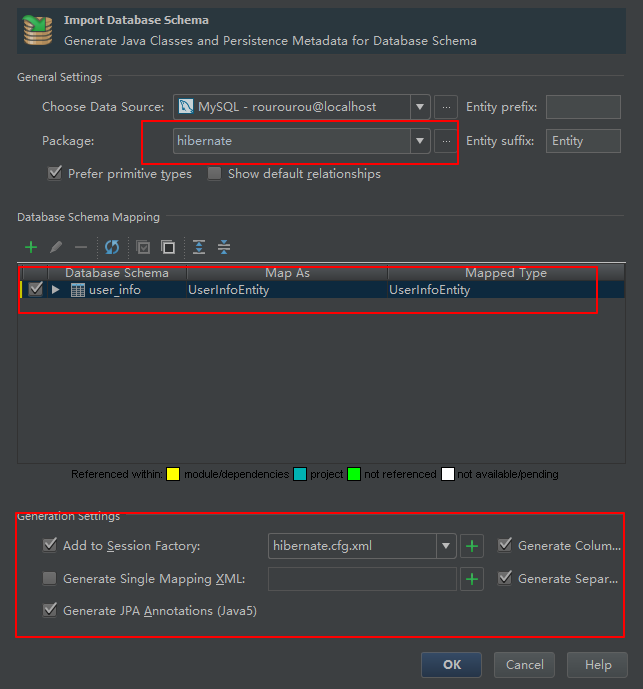 Import Database Schema
Generate Java Classes and Persistence Metadata for Database Schema
General Settings
Choose Data Source: MySQL - rourourou@localhost ... Entity prefix:
Package: hibernate ... Entity suffix: Entity
Prefer primitive types Show default relationships
Database Schema Mapping
Database Schema Map As Mapped Type
user_info UserInfoEntity UserInfoEntity
Referenced within: module/dependencies project not referenced not available/pending
Generation Settings
Add to Session Factory: hibernate.cfg.xml Generate Colum...
Generate Single Mapping XML: Generate Separ...
Generate JPA Annotations (Java5)
OK Cancel Help